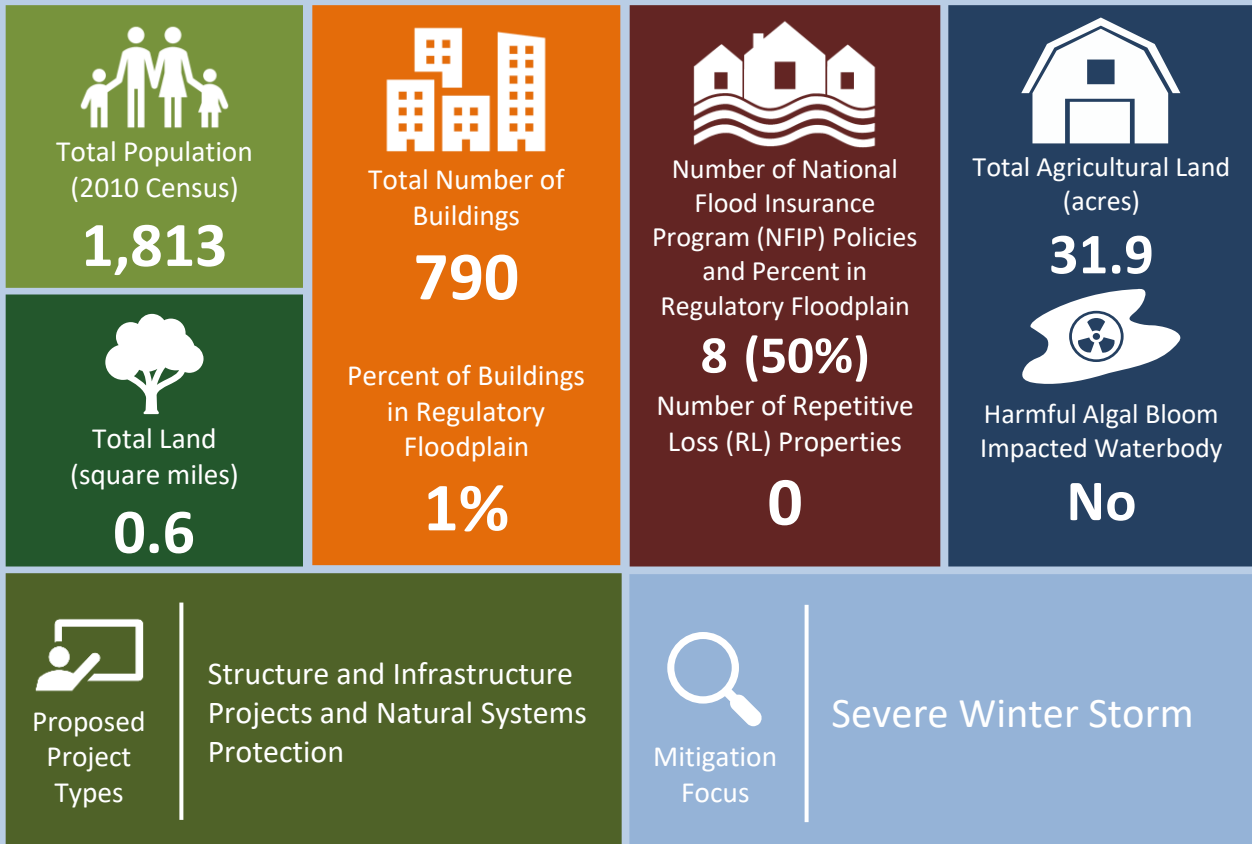 Total Population
(2010 Census)
1,813
Total Land
(square miles)
0.6
Total Number of
Buildings
790
Percent of Buildings
in Regulatory
Floodplain
1%
Number of National
Flood Insurance
Program (NFIP) Policies
and Percent in
Regulatory Floodplain
8 (50%)
Number of Repetitive
Loss (RL) Properties
0
Total Agricultural Land
(acres)
31.9
Harmful Algal Bloom
Impacted Waterbody
No
Proposed
Project
Types
Structure and Infrastructure
Projects and Natural Systems
Protection
Mitigation
Focus
Severe Winter Storm